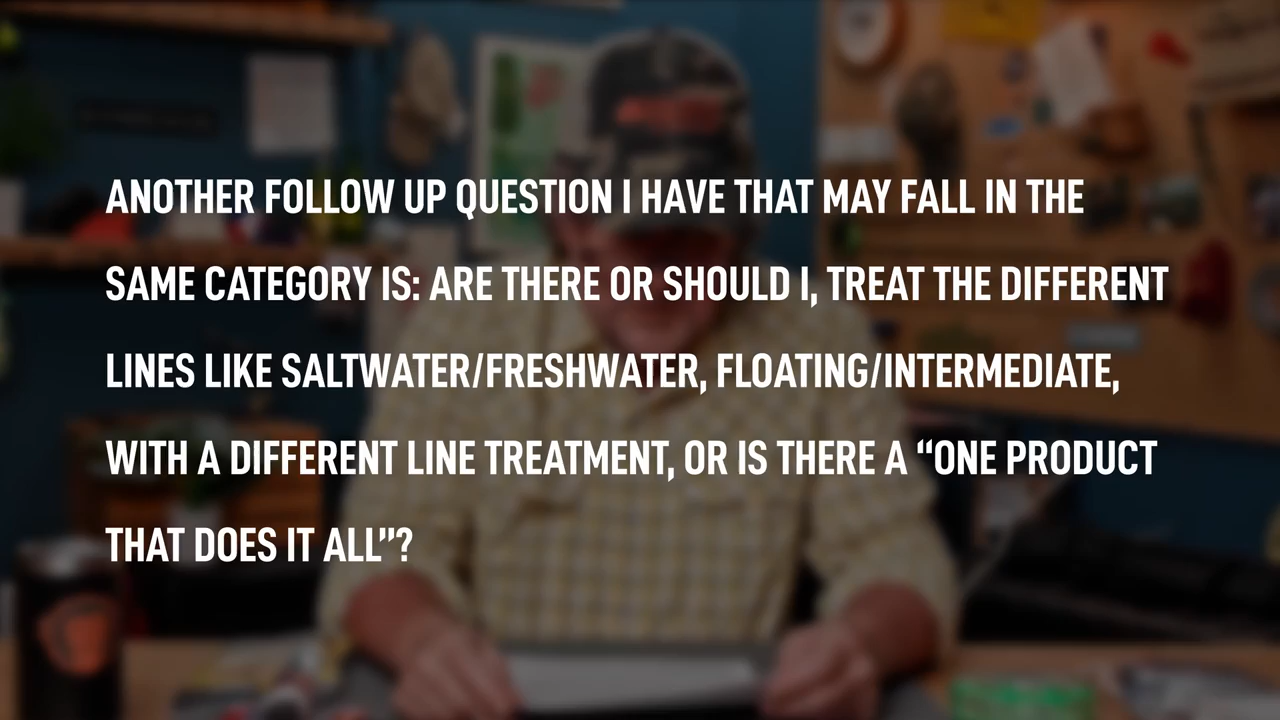 ANOTHER FOLLOW UP QUESTION I HAVE THAT MAY FALL IN THE
SAME CATEGORY IS: ARE THERE OR SHOULD I, TREAT THE DIFFERENT
LINES LIKE SALTWATER/FRESHWATER, FLOATING/INTERMEDIATE,
WITH A DIFFERENT LINE TREATMENT, OR IS THERE A “ONE PRODUCT
THAT DOES IT ALL”?